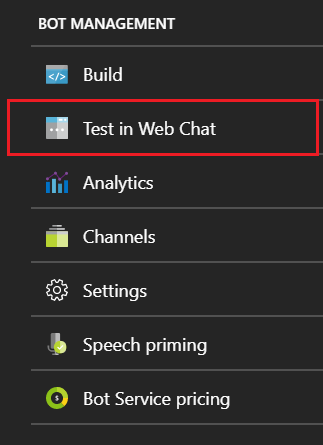 BOT MANAGEMENT
Build
Test in Web Chat
Analytics
Channels
Settings
Speech priming
Bot Service pricing